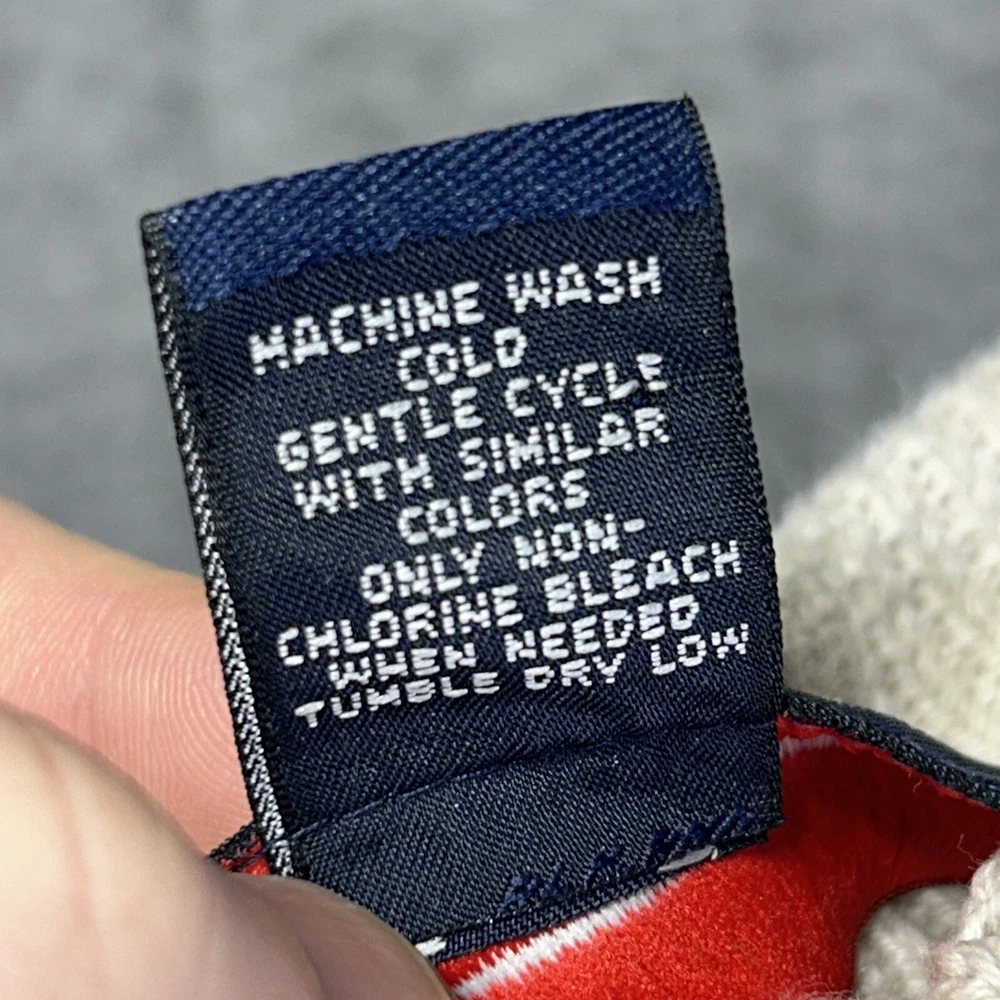 MACHINE WASH
COLD
GENTLE CYCLE
WITH SIMILAR
COLORS
ONLY NON-
CHLORINE BLEACH
WHEN NEEDED
TUMBLE DRY LOW